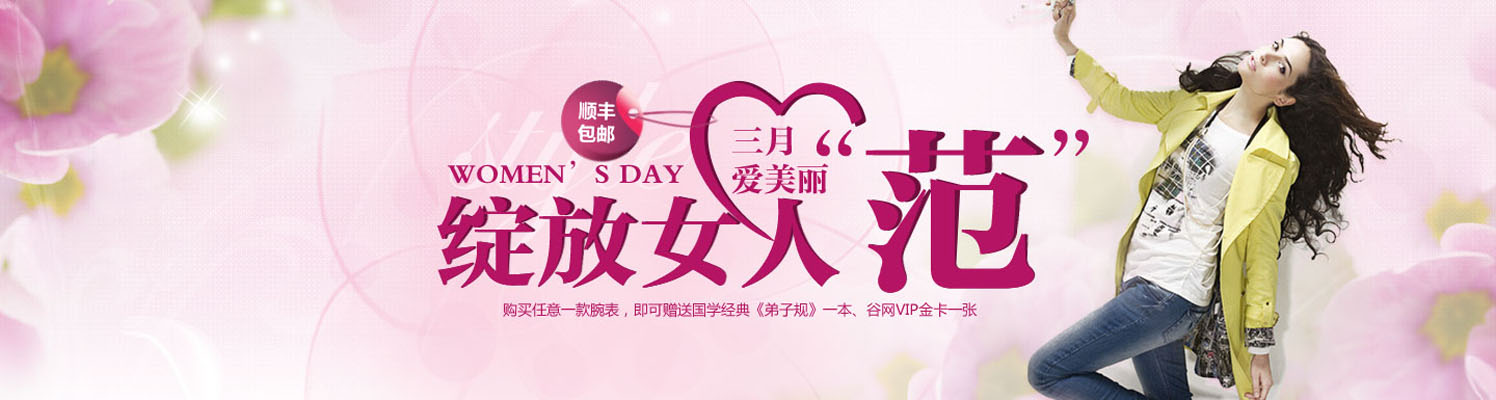 顺丰
包邮
style
WOMEN'S DAY
三月
爱美丽
绽放女人“范”
购买任意一款腕表，即可赠送国学经典《弟子规》一本、谷网VIP金卡一张